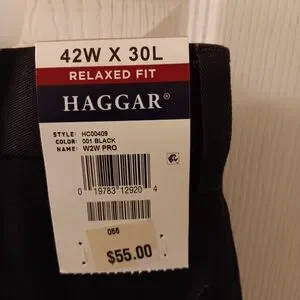 42W X 30L
RELAXED FIT
HAGGAR®
STYLE: HC00409
COLOR: 001 BLACK
NAME: W2W PRO
0 19783 12920 4
056
$55.00